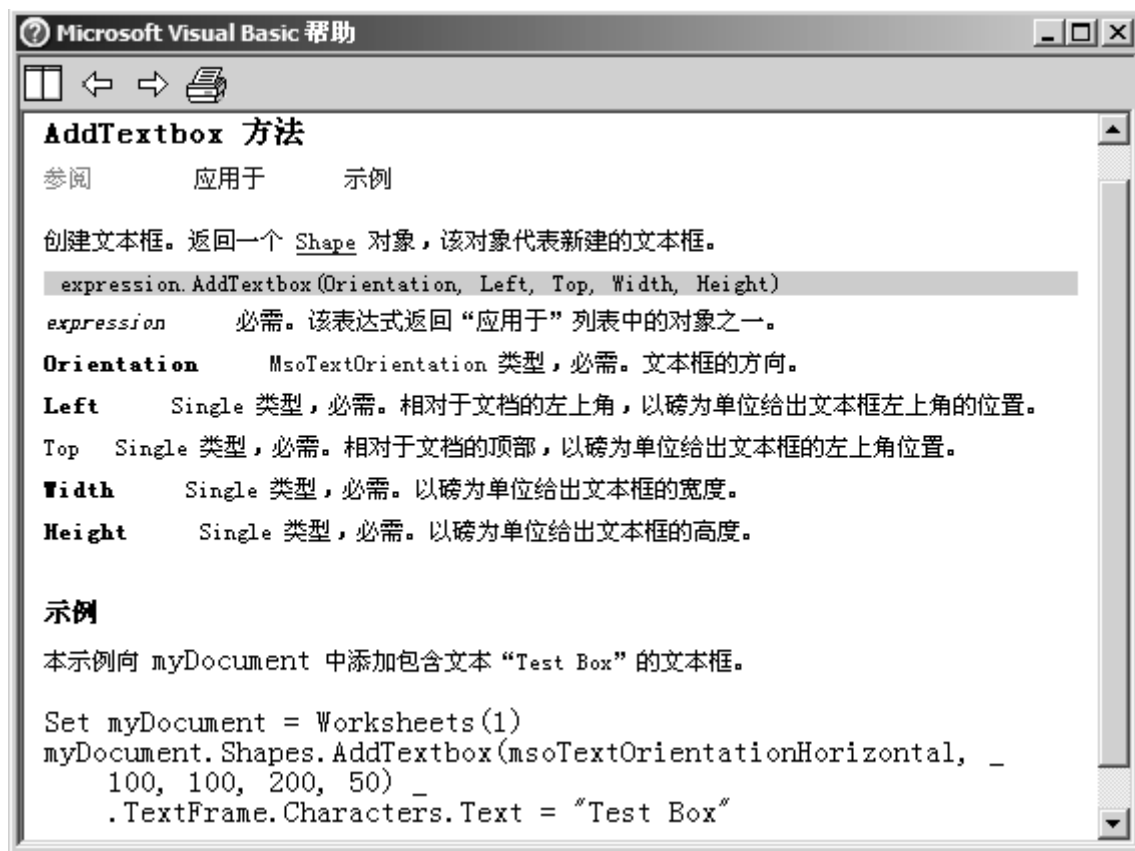 Microsoft Visual Basic 帮助
AddTextbox 方法
参阅 应用于 示例
创建文本框。返回一个 Shape 对象，该对象代表新建的文本框。
expression.AddTextbox(Orientation, Left, Top, Width, Height)
expression 必需。该表达式返回“应用于”列表中的对象之一。
Orientation MsoTextOrientation 类型，必需。文本框的方向。
Left Single 类型，必需。相对于文档的左上角，以磅为单位给出文本框左上角的位置。
Top Single 类型，必需。相对于文档的顶部，以磅为单位给出文本框的左上角位置。
Width Single 类型，必需。以磅为单位给出文本框的宽度。
Height Single 类型，必需。以磅为单位给出文本框的高度。
示例
本示例向 myDocument 中添加包含文本“Test Box”的文本框。
Set myDocument = Worksheets(1)
myDocument.Shapes.AddTextbox(msoTextOrientationHorizontal, _
100, 100, 200, 50) _
.TextFrame.Characters.Text = "Test Box"